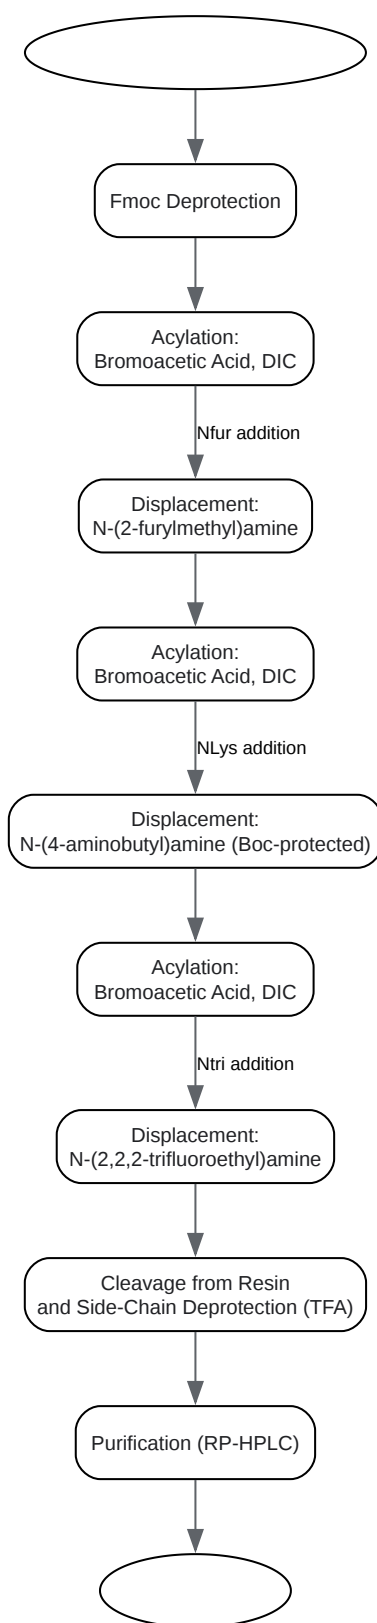 Fmoc Deprotection
Acylation:
Bromoacetic Acid, DIC
Nfur addition
Displacement:
N-(2-furylmethyl)amine
Acylation:
Bromoacetic Acid, DIC
NLys addition
Displacement:
N-(4-aminobutyl)amine (Boc-protected)
Acylation:
Bromoacetic Acid, DIC
Ntri addition
Displacement:
N-(2,2,2-trifluoroethyl)amine
Cleavage from Resin
and Side-Chain Deprotection (TFA)
Purification (RP-HPLC)